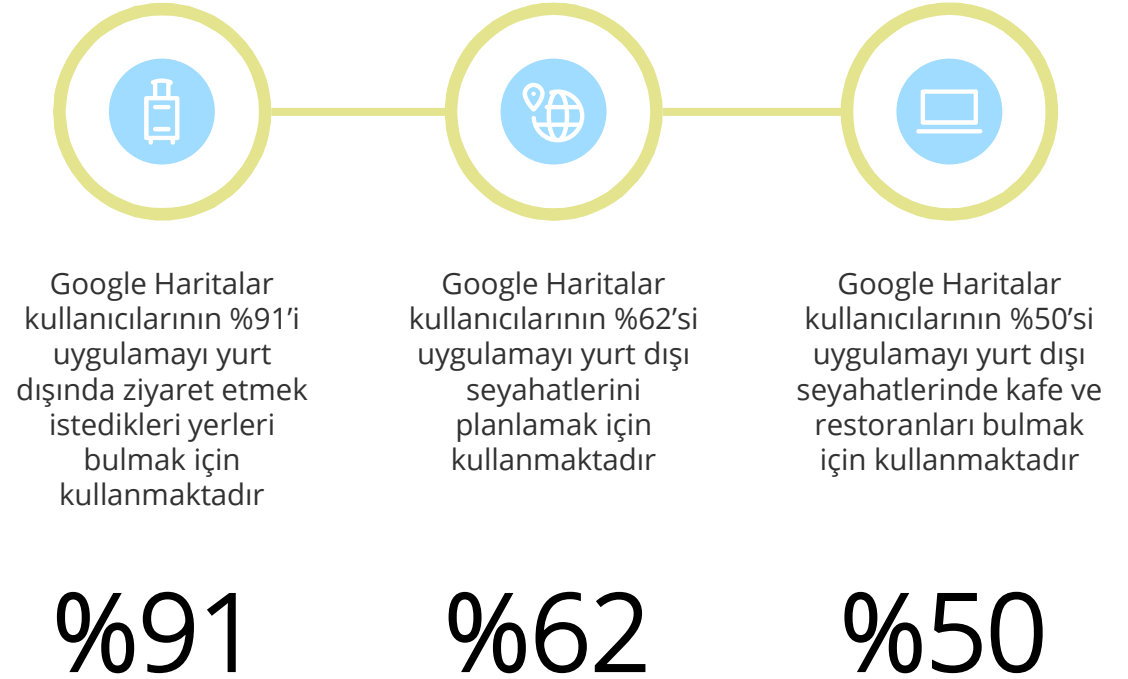 Google Haritalar
kullanıcılarının %91’i
uygulamayı yurt
dışında ziyaret etmek
istedikleri yerleri
bulmak için
kullanmaktadır
%91
Google Haritalar
kullanıcılarının %62’si
uygulamayı yurt dışı
seyahatlerini
planlamak için
kullanmaktadır
%62
Google Haritalar
kullanıcılarının %50’si
uygulamayı yurt dışı
seyahatlerinde kafe ve
restoranları bulmak
için kullanmaktadır
%50